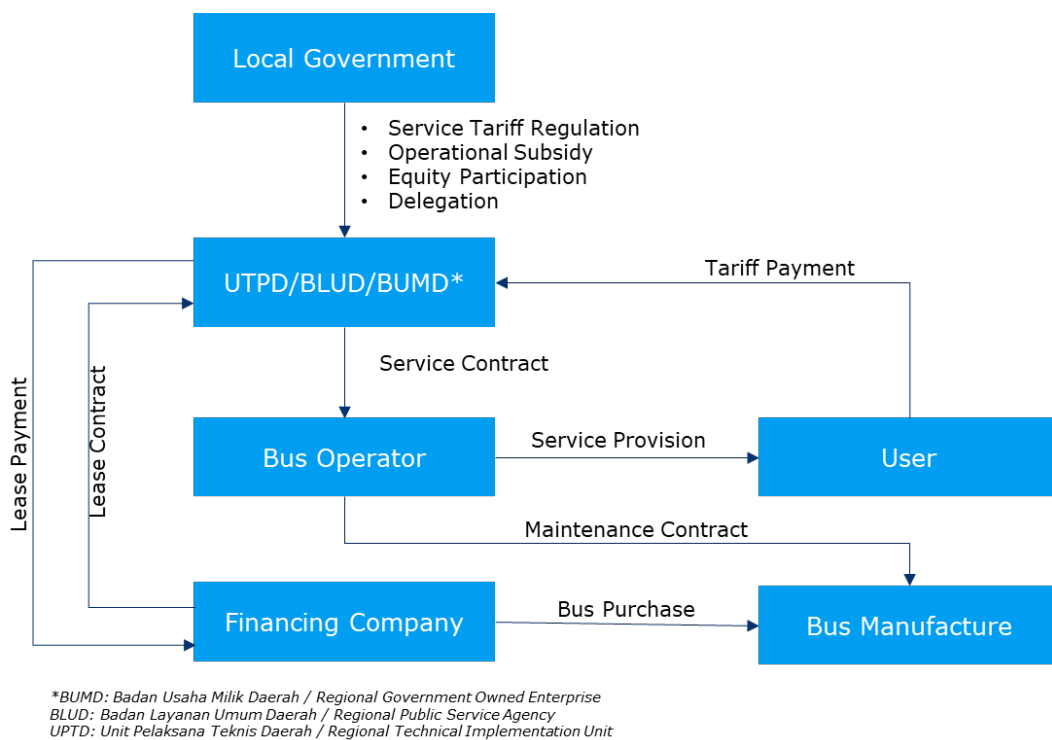 Local Government
• Service Tariff Regulation
• Operational Subsidy
• Equity Participation
• Delegation
UTPD/BLUD/BUMD*
Tariff Payment
Service Contract
Lease Payment
Lease Contract
Bus Operator
Service Provision
User
Maintenance Contract
Financing Company
Bus Purchase
Bus Manufacture
*BUMD: Badan Usaha Milik Daerah / Regional Government Owned Enterprise
BLUD: Badan Layanan Umum Daerah / Regional Public Service Agency
UPTD: Unit Pelaksana Teknis Daerah / Regional Technical Implementation Unit